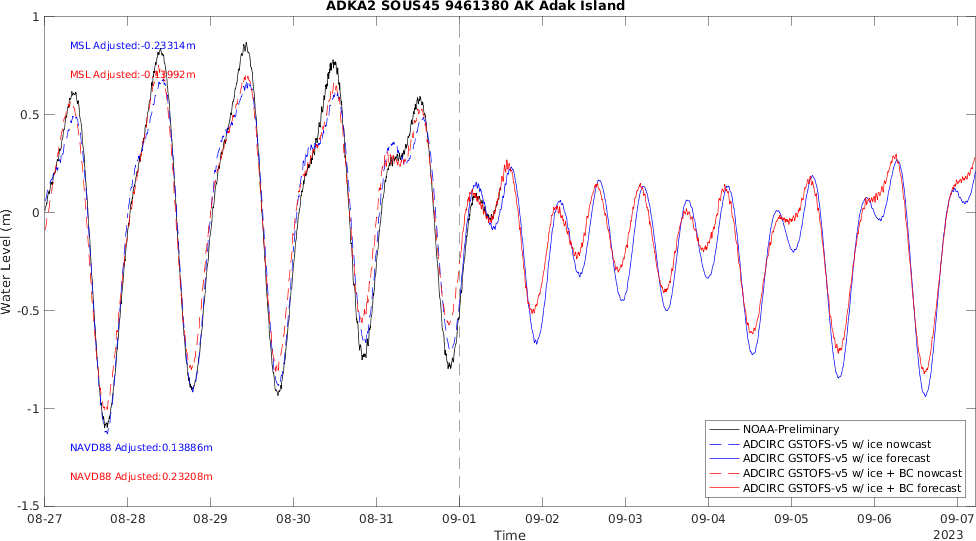 ADKA2 SOUS45 9461380 AK Adak Island
1
MSL Adjusted:-0.23314m
MSL Adjusted:-0.13992m
0.5
0
Water Level (m)
-0.5
-1
NAVD88 Adjusted:0.13886m
NAVD88 Adjusted:0.23208m
-1.5
NOAA-Preliminary
ADCIRC GSTOFS-v5 w/ ice nowcast
ADCIRC GSTOFS-v5 w/ ice forecast
ADCIRC GSTOFS-v5 w/ ice + BC nowcast
ADCIRC GSTOFS-v5 w/ ice + BC forecast
08-27 08-28 08-29 08-30 08-31 09-01 09-02 09-03 09-04 09-05 09-06 09-07
Time
2023